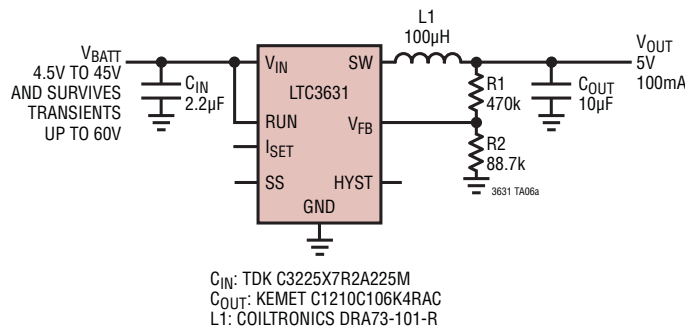 L1
100µH
VBATT
4.5V TO 45V
AND SURVIVES
TRANSIENTS
UP TO 60V
CIN
2.2µF
VIN
SW
LTC3631
RUN
VFB
ISET
SS
HYST
GND
R1
470k
R2
88.7k
COUT
10µF
VOUT
5V
100mA
3631 TA06a
CIN: TDK C3225X7R2A225M
COUT: KEMET C1210C106K4RAC
L1: COILTRONICS DRA73-101-R